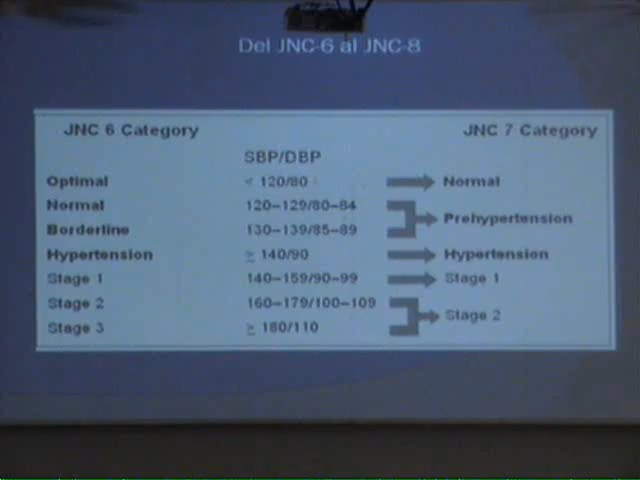 Del JNC-6 al JNC-8
JNC 6 Category JNC 7 Category
SBP/DBP
Optimal < 120/80 Normal
Normal 120–129/80–84
Prehypertension
Borderline 130–139/85–89
Hypertension ≥ 140/90 Hypertension
Stage 1 140–159/90–99 Stage 1
Stage 2 160–179/100–109
Stage 2
Stage 3 ≥ 180/110